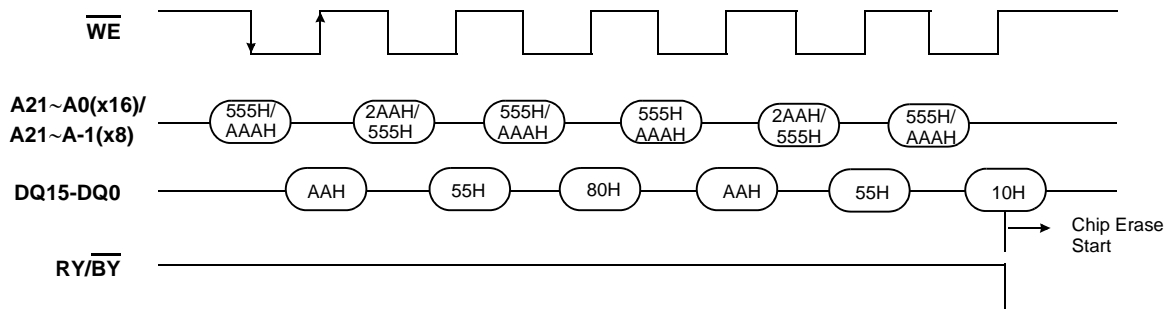 WE
A21~A0(x16)/
A21~A-1(x8)
555H/
AAAH
2AAH/
555H
555H/
AAAH
555H
AAAH
2AAH/
555H
555H/
AAAH
DQ15-DQ0
AAH
55H
80H
AAH
55H
10H
Chip Erase
Start
RY/BY